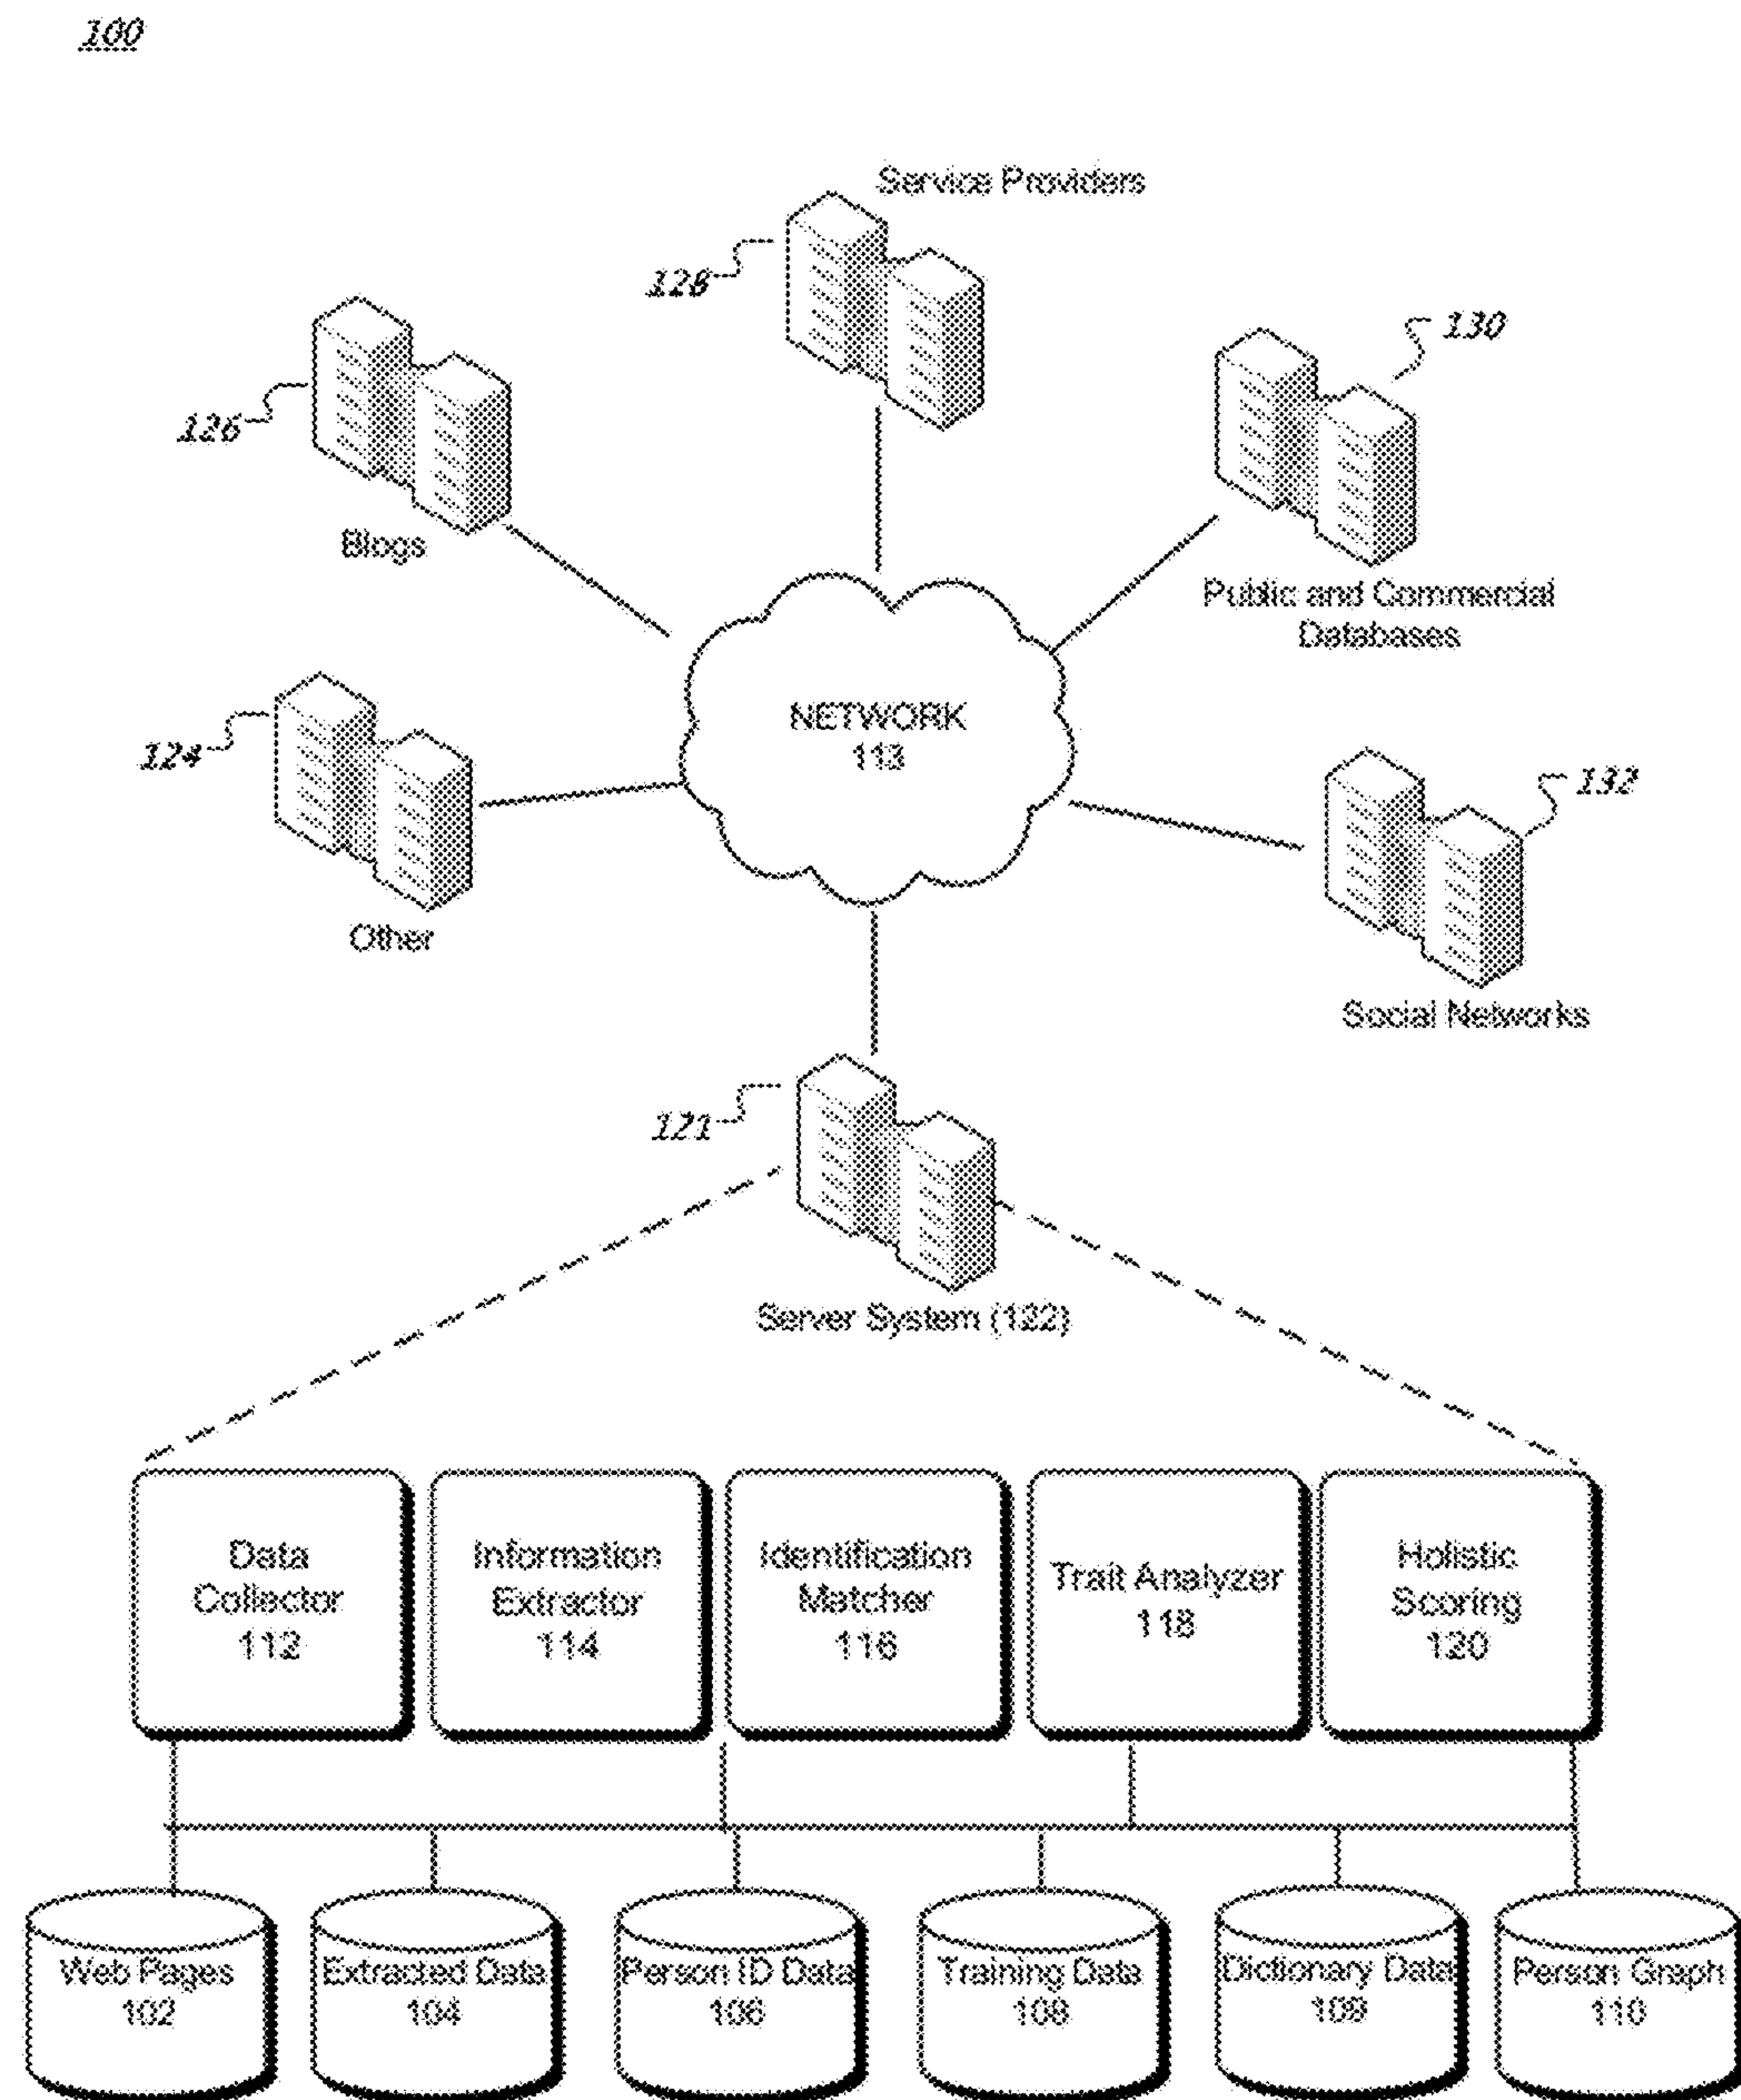 100
Service Providers
128
130
126
Blogs
Public and Commercial
Databases
NETWORK
113
124
132
Other
Social Networks
121
Server System (122)
Data
Collector
112
Information
Extractor
114
Identification
Matcher
116
Trait Analyzer
118
Holistic
Scoring
120
Web Pages
102
Extracted Data
104
Person ID Data
106
Training Data
108
Dictionary Data
109
Person Graph
110